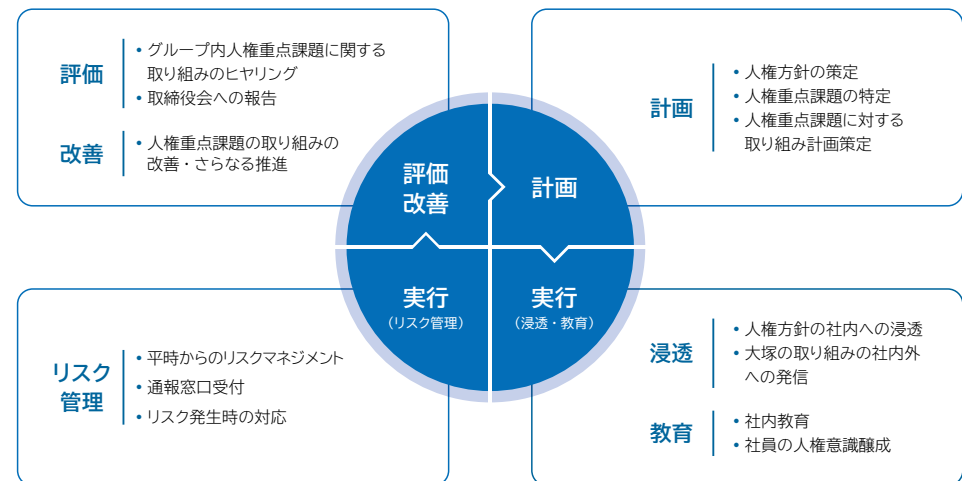 評価
・グループ内人権重点課題に関する
取り組みのヒヤリング
・取締役会への報告
改善
・人権重点課題の取り組みの
改善・さらなる推進
計画
・人権方針の策定
・人権重点課題の特定
・人権重点課題に対する
取り組み計画策定
評価
改善
計画
実行
（リスク管理）
実行
（浸透・教育）
リスク
管理
・平時からのリスクマネジメント
・通報窓口受付
・リスク発生時の対応
浸透
・人権方針の社内への浸透
・大塚の取り組みの社内外
への発信
教育
・社内教育
・社員の人権意識醸成